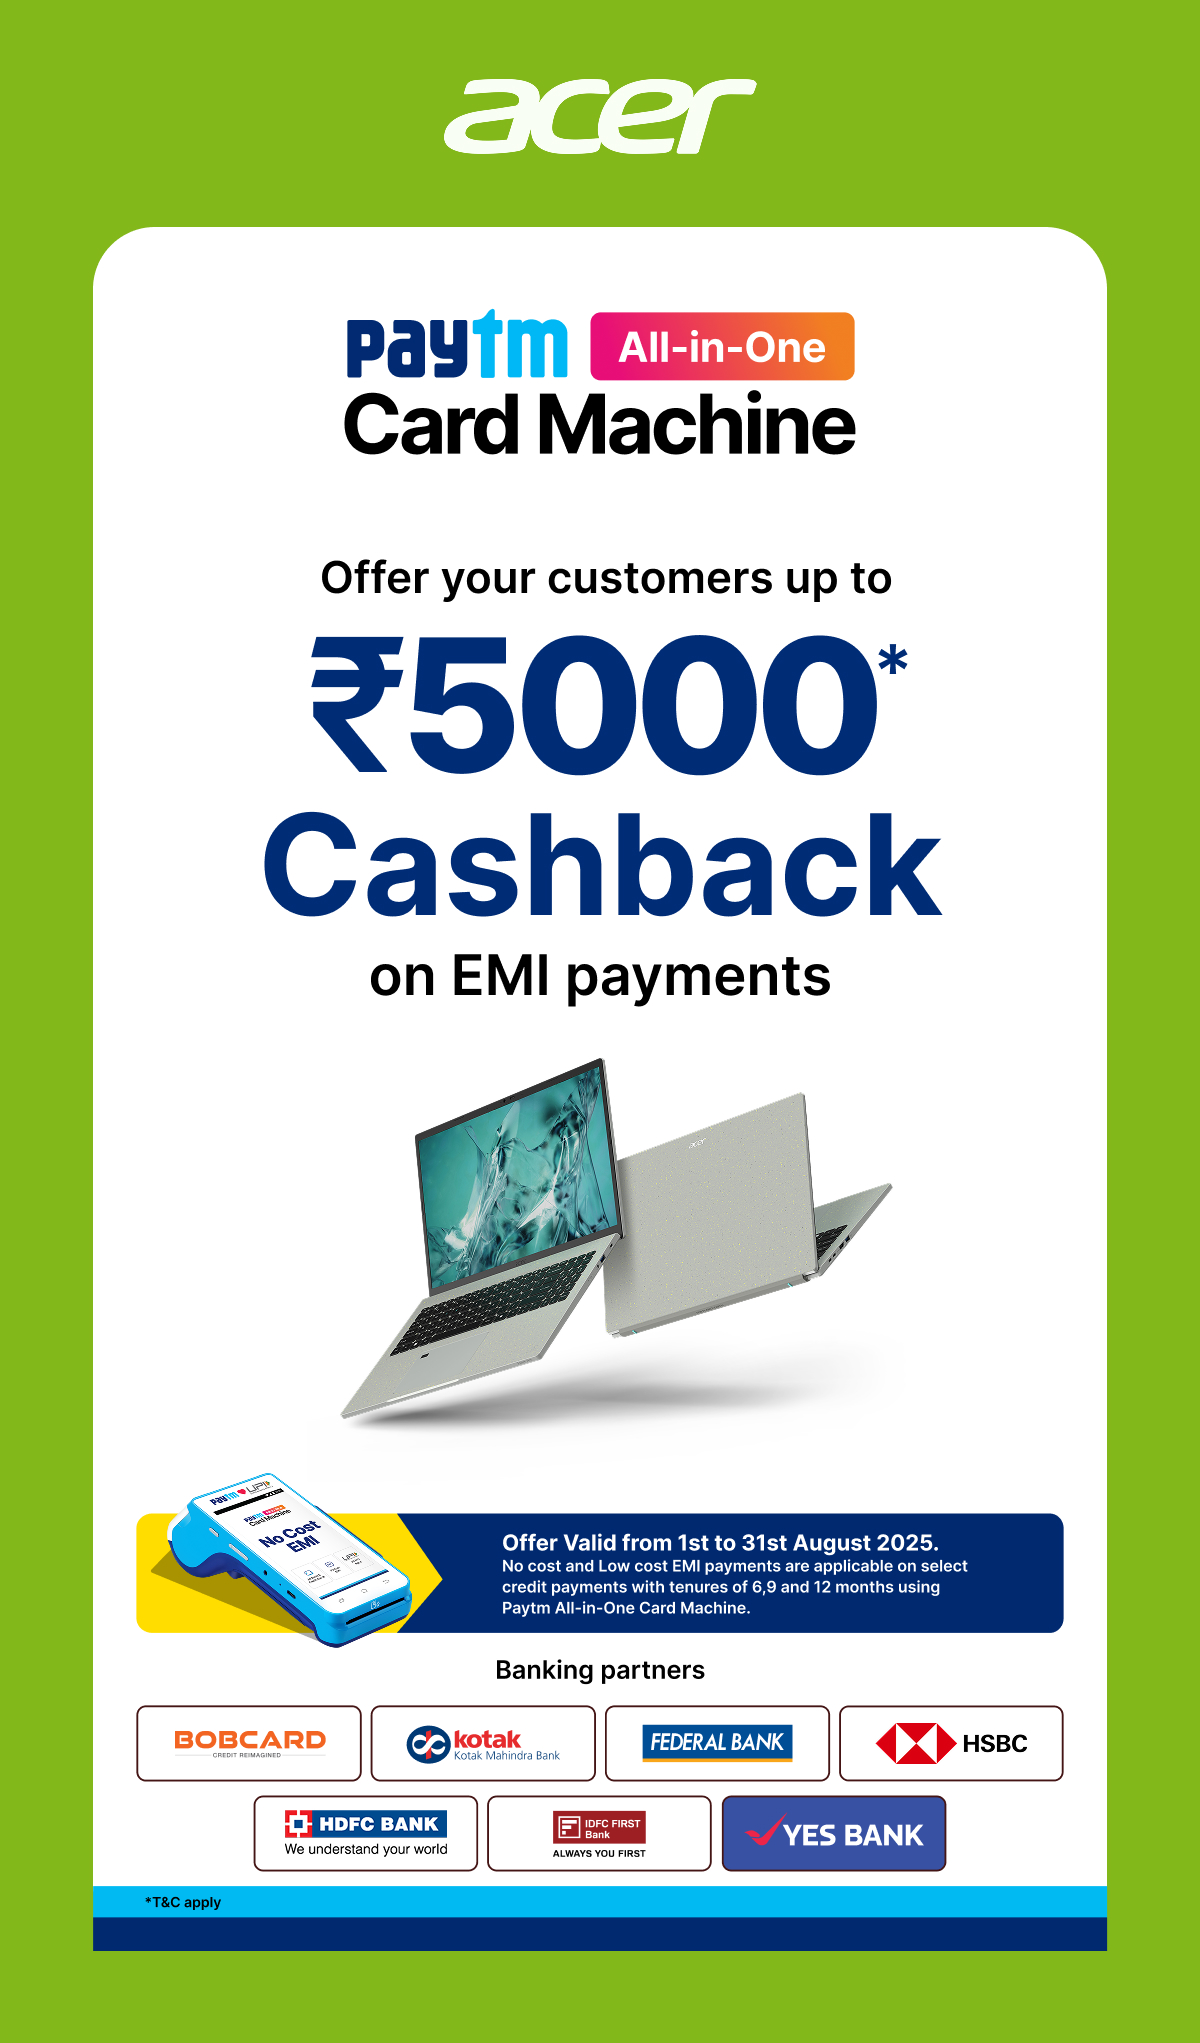 acer
paytm All-in-One
Card Machine
Offer your customers up to
₹5000*
Cashback
on EMI payments
acer
paytm UPI
paytm
Card Machine
No Cost
EMI
Offer Valid from 1st to 31st August 2025.
No cost and Low cost EMI payments are applicable on select
credit payments with tenures of 6,9 and 12 months using
Paytm All-in-One Card Machine.
Banking partners
BOBCARD
CREDIT REIMAGINED
kotak
Kotak Mahindra Bank
FEDERAL BANK
HSBC
HDFC BANK
We understand your world
IDFC FIRST
Bank
ALWAYS YOU FIRST
YES BANK
*T&C apply